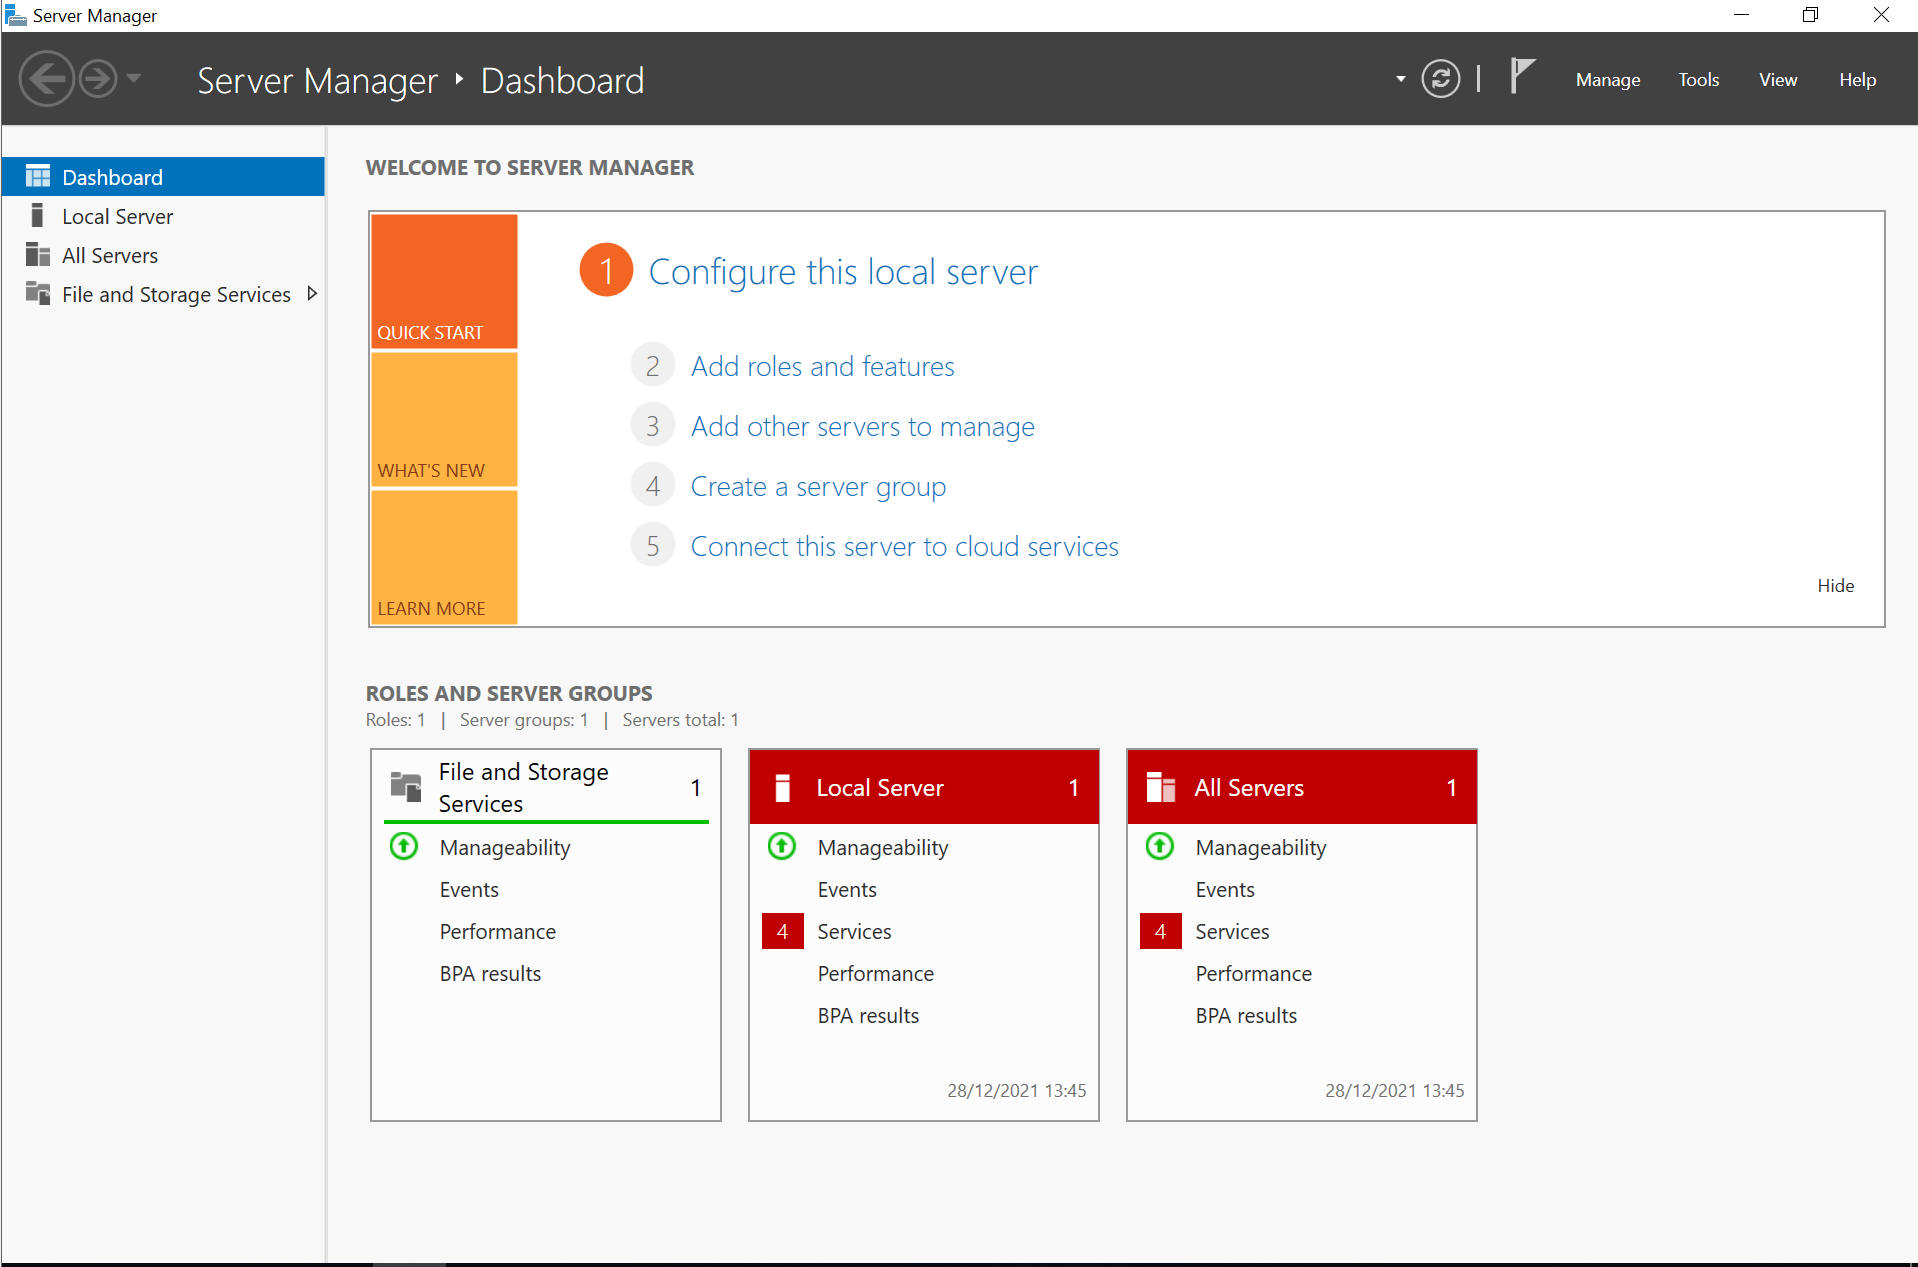 Server Manager
Server Manager ‣ Dashboard
Manage Tools View Help
Dashboard
Local Server
All Servers
File and Storage Services
WELCOME TO SERVER MANAGER
QUICK START
WHAT'S NEW
LEARN MORE
1 Configure this local server
2 Add roles and features
3 Add other servers to manage
4 Create a server group
5 Connect this server to cloud services
Hide
ROLES AND SERVER GROUPS
Roles: 1 | Server groups: 1 | Servers total: 1
File and Storage
Services
1
Manageability
Events
Performance
BPA results
Local Server 1
Manageability
Events
4 Services
Performance
BPA results
28/12/2021 13:45
All Servers 1
Manageability
Events
4 Services
Performance
BPA results
28/12/2021 13:45